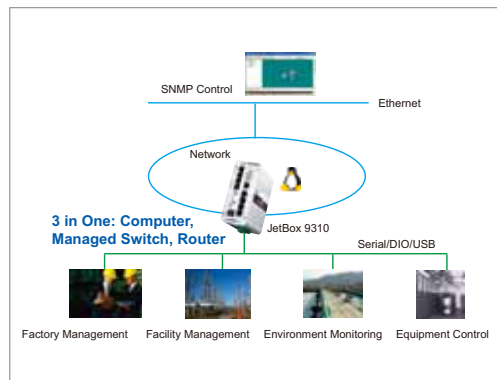 SNMP Control
Ethernet
Network
JetBox 9310
3 in One: Computer,
Managed Switch, Router
Serial/DIO/USB
Factory Management
Facility Management
Environment Monitoring
Equipment Control